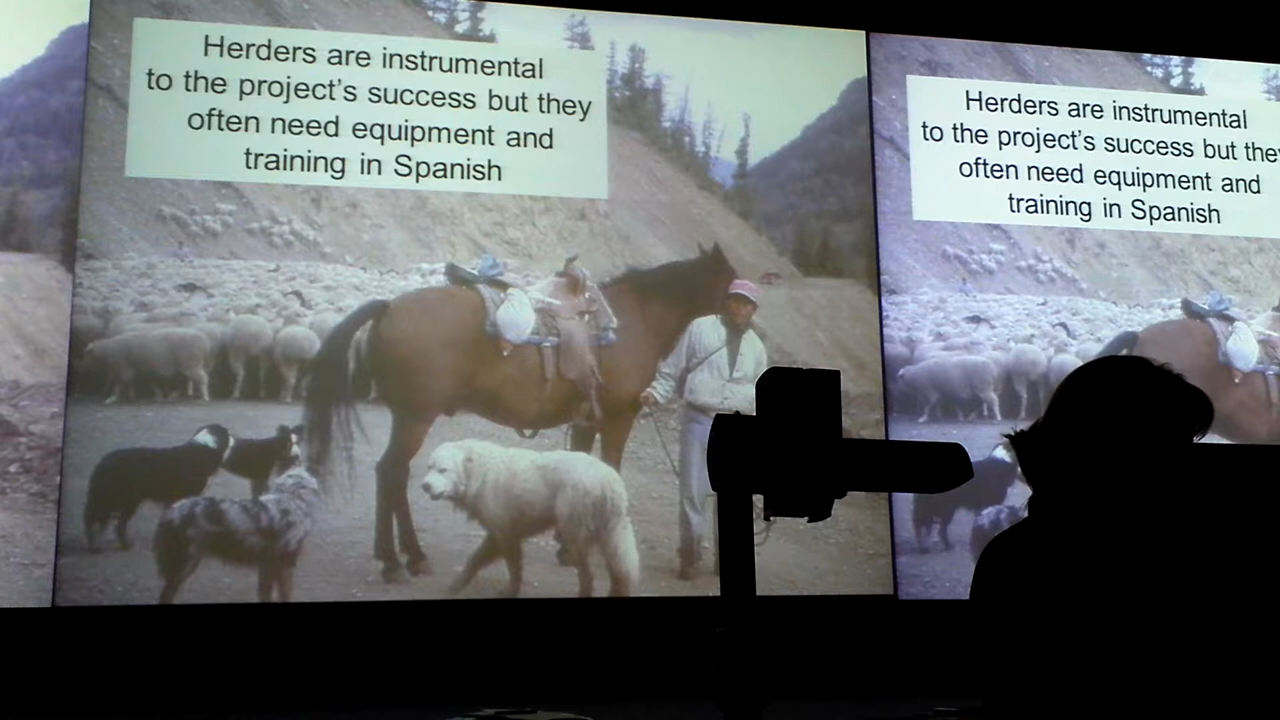 Herders are instrumental
to the project's success but they
often need equipment and
training in Spanish
Herders are instrumental
to the project's success but they
often need equipment and
training in Spanish